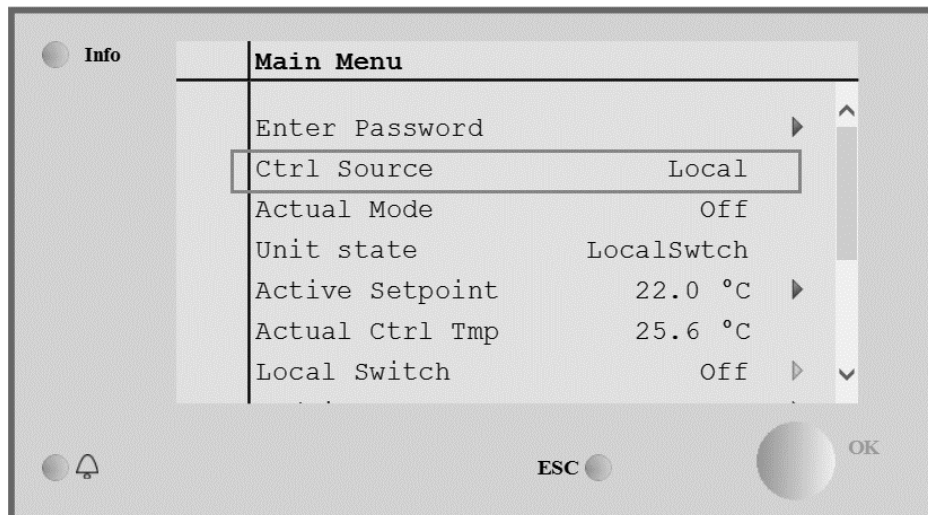 Info
Main Menu
Enter Password
Ctrl Source Local
Actual Mode Off
Unit state LocalSwtch
Active Setpoint 22.0 °C
Actual Ctrl Tmp 25.6 °C
Local Switch Off
OK
ESC